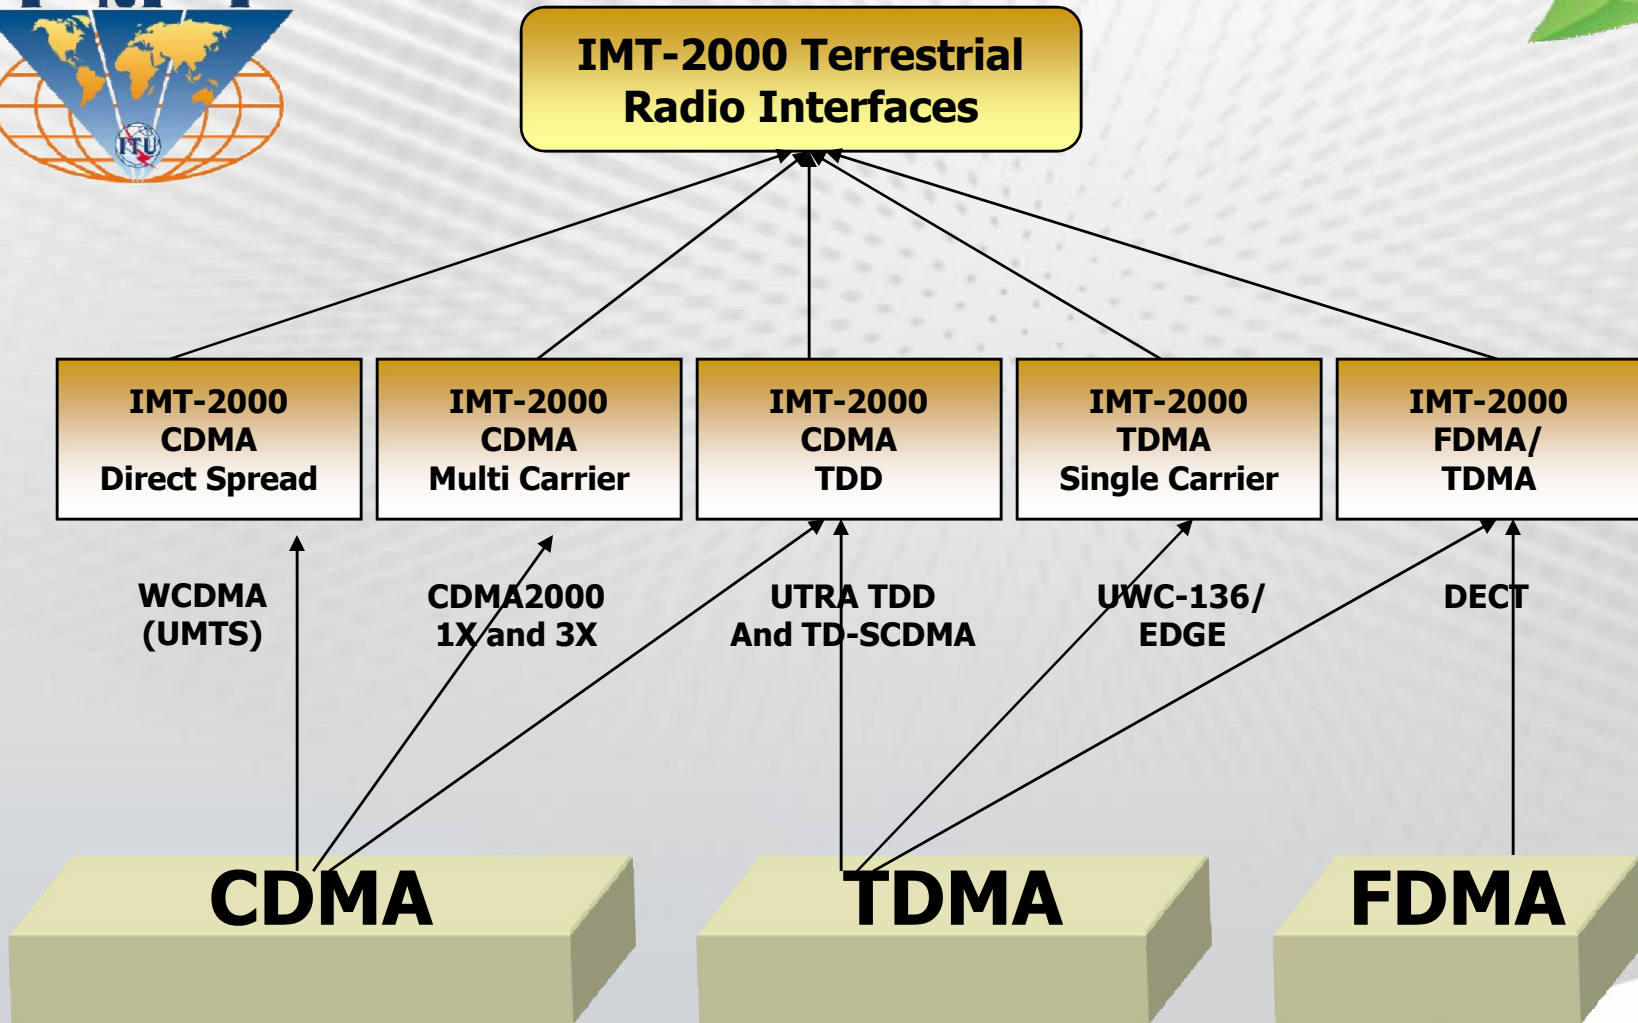 IMT-2000 Terrestrial
Radio Interfaces
ITU
IMT-2000
CDMA
Direct Spread
IMT-2000
CDMA
Multi Carrier
IMT-2000
CDMA
TDD
IMT-2000
TDMA
Single Carrier
IMT-2000
FDMA/
TDMA
WCDMA
(UMTS)
CDMA2000
1X and 3X
UTRA TDD
And TD-SCDMA
UWC-136/
EDGE
DECT
CDMA
TDMA
FDMA